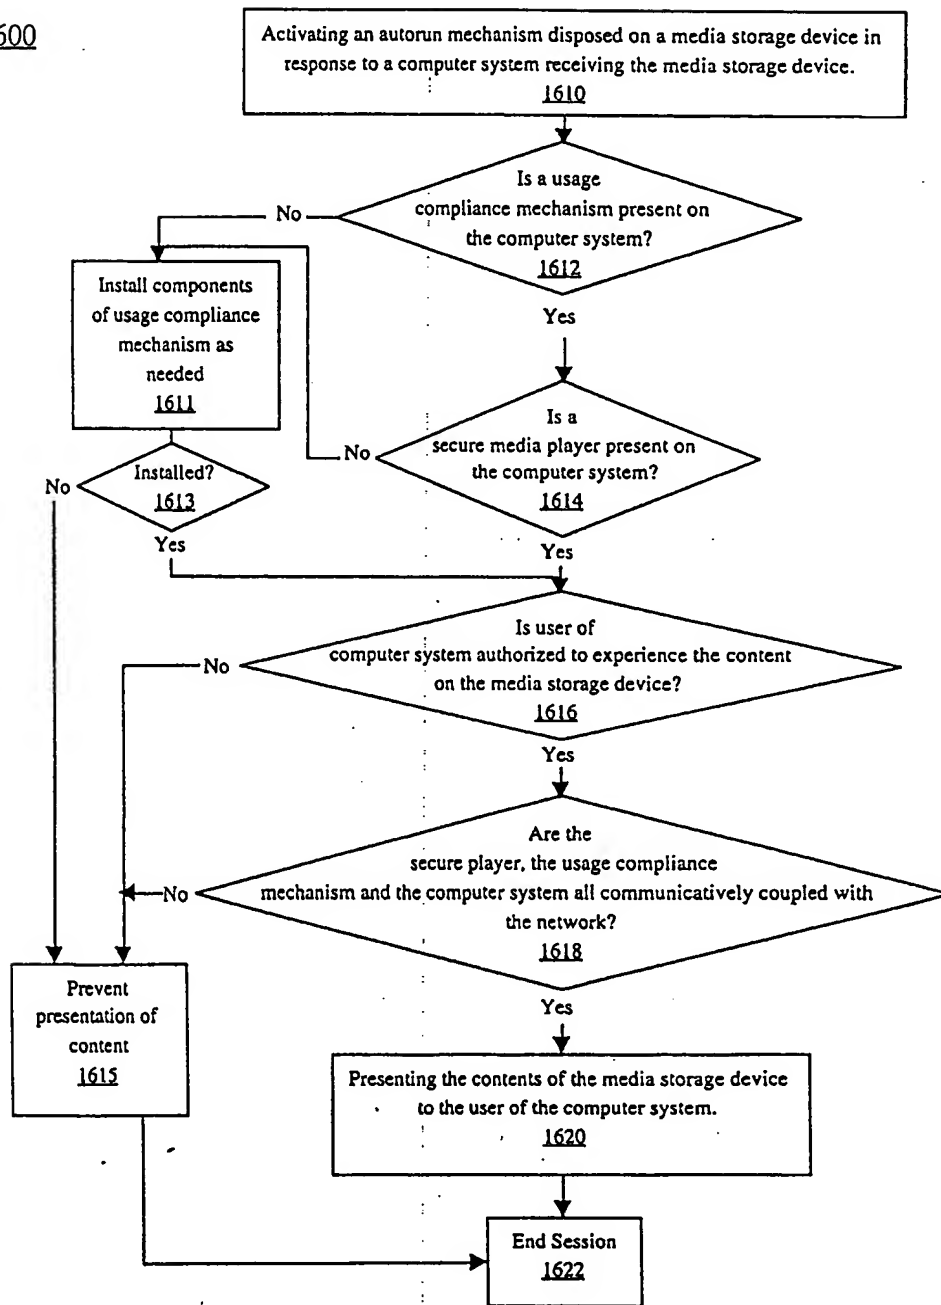 600
Activating an autorun mechanism disposed on a media storage device in
response to a computer system receiving the media storage device.
1610
Is a usage
compliance mechanism present on
the computer system?
1612
No
Yes
Install components
of usage compliance
mechanism as
needed
1611
Is a
secure media player present on
the computer system?
1614
No
Yes
Installed?
1613
No
Yes
Is user of
computer system authorized to experience the content
on the media storage device?
1616
No
Yes
Are the
secure player, the usage compliance
mechanism and the computer system all communicatively coupled with
the network?
1618
No
Yes
Prevent
presentation of
content
1615
Presenting the contents of the media storage device
to the user of the computer system.
1620
End Session
1622